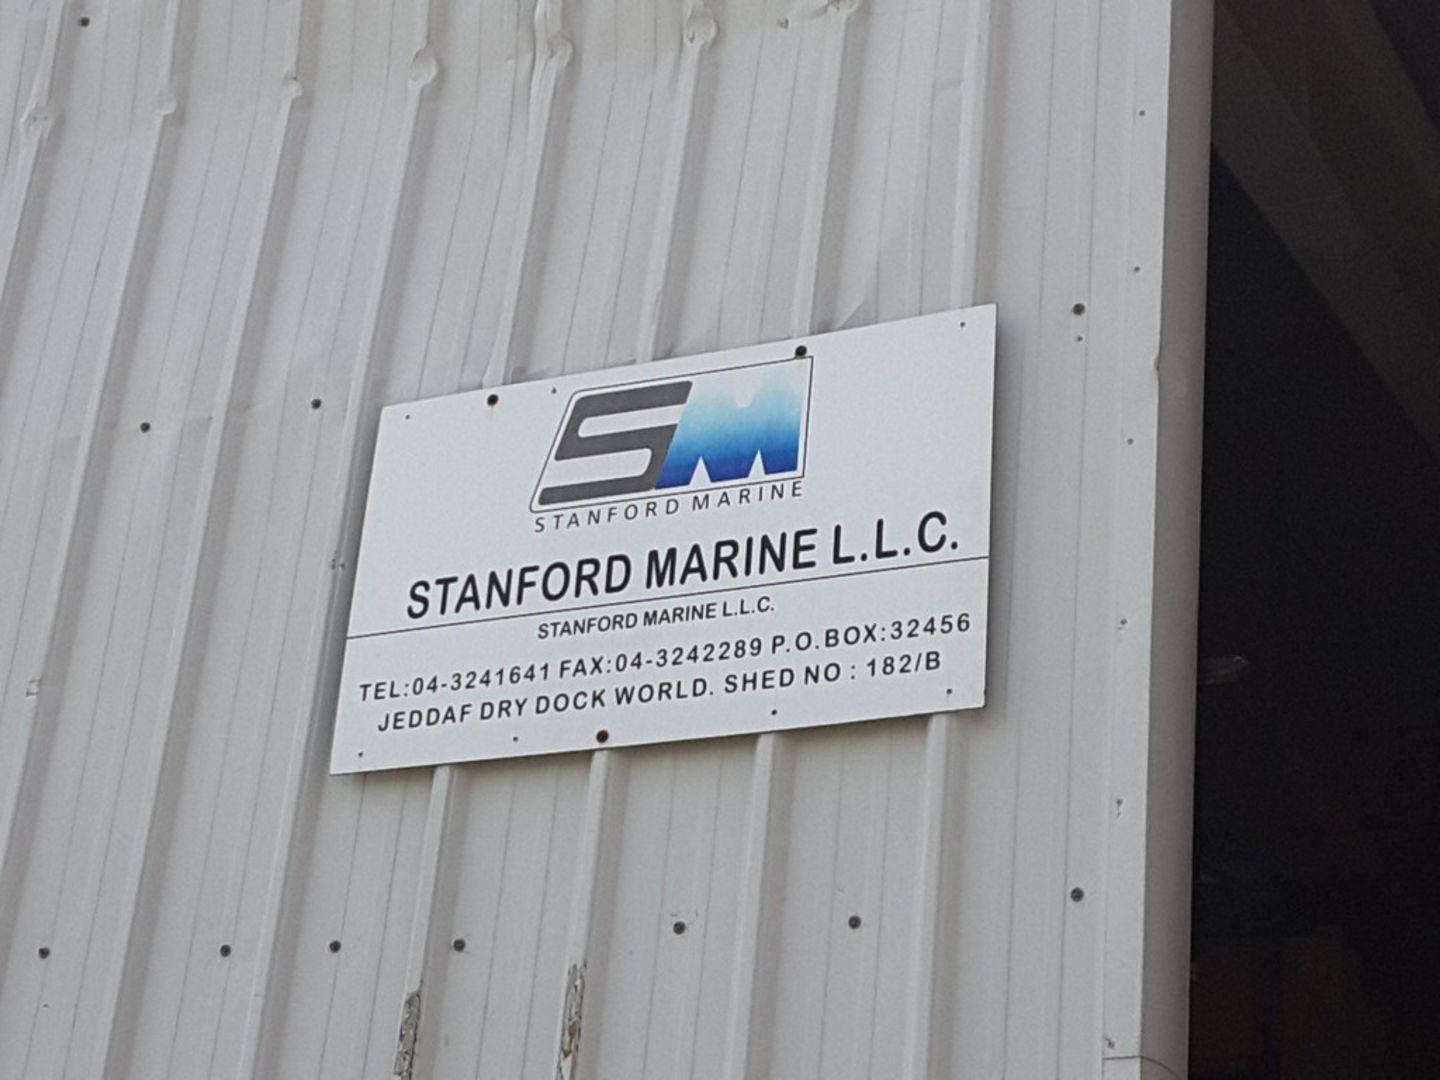 SM
STANFORD MARINE
STANFORD MARINE L.L.C.
STANFORD MARINE L.L.C.
TEL:04-3241641 FAX:04-3242289 P.O.BOX:32456
JEDDAF DRY DOCK WORLD. SHED NO : 182/B